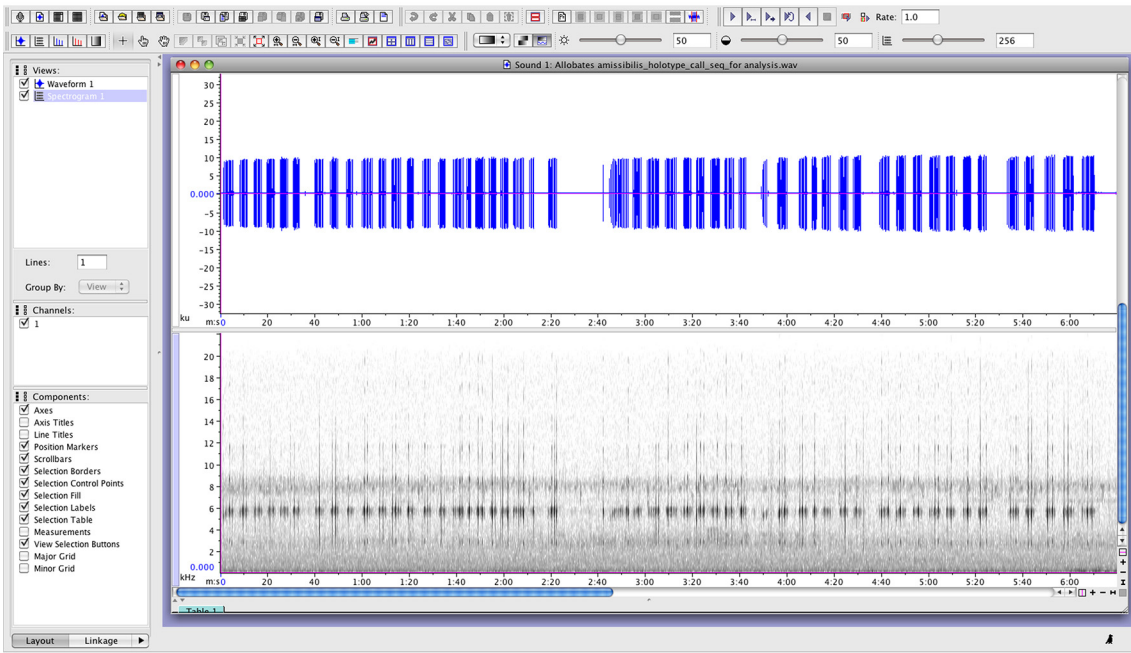 Rate: 1.0
50
50
256
Views:
Waveform 1
Spectrogram 1
Lines: 1
Group By: View
Channels:
1
Components:
Axes
Axis Titles
Line Titles
Position Markers
Scrollbars
Selection Borders
Selection Control Points
Selection Fill
Selection Labels
Selection Table
Measurements
View Selection Buttons
Major Grid
Minor Grid
Layout Linkage
Sound 1: Allobates amissibilis_holotype_call_seq_for analysis.wav
30
25
20
15
10
5
0.000
-5
-10
-15
-20
-25
-30
ku
m:s 0 20 40 1:00 1:20 1:40 2:00 2:20 2:40 3:00 3:20 3:40 4:00 4:20 4:40 5:00 5:20 5:40 6:00
20
18
16
14
12
10
8
6
4
2
0.000
kHz
m:s 0 20 40 1:00 1:20 1:40 2:00 2:20 2:40 3:00 3:20 3:40 4:00 4:20 4:40 5:00 5:20 5:40 6:00
Table 1